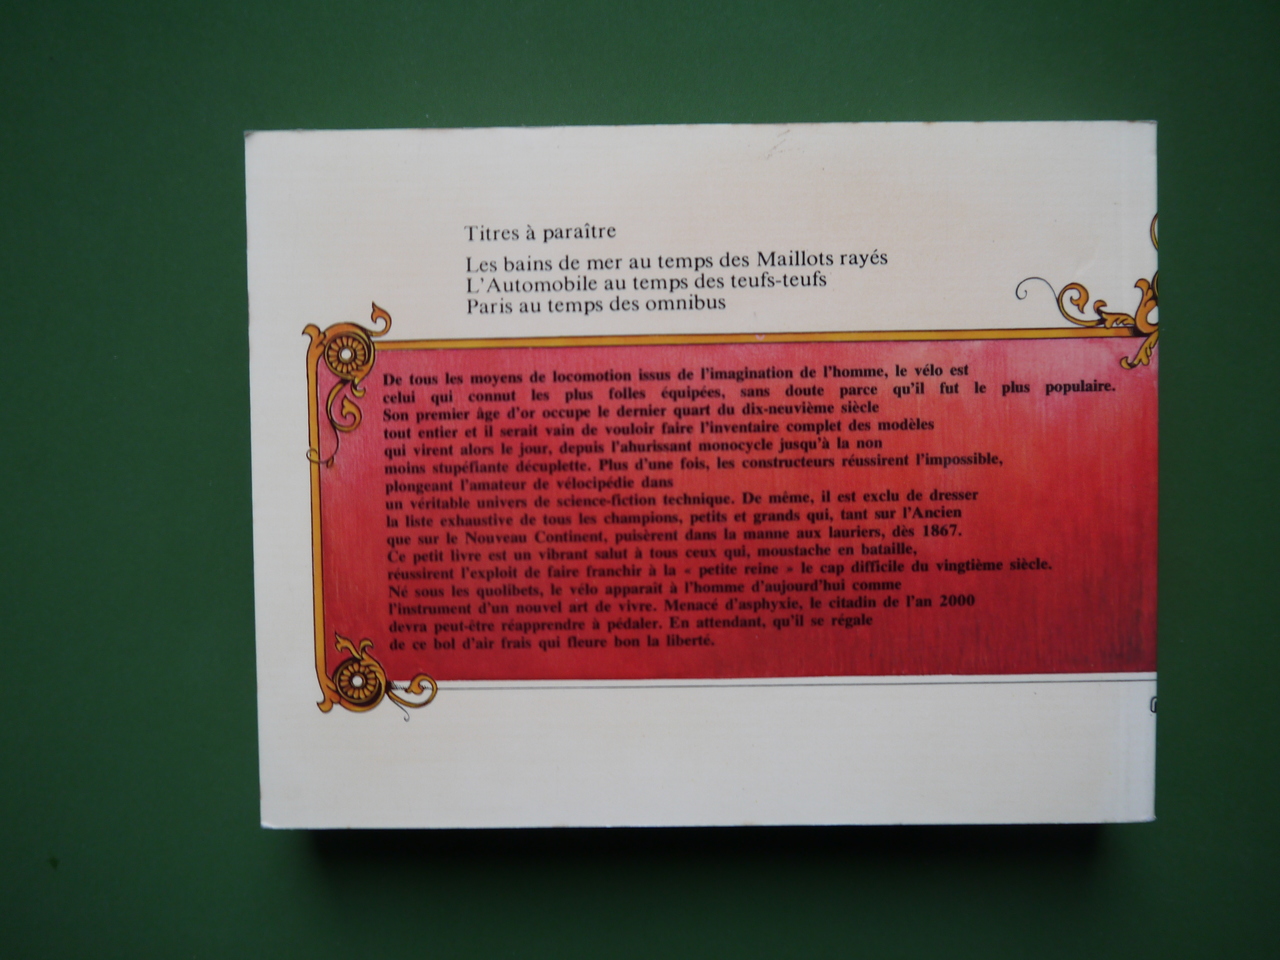 Titres à paraître
Les bains de mer au temps des Maillots rayés
L'Automobile au temps des teufs-teufs
Paris au temps des omnibus
De tous les moyens de locomotion issus de l'imagination de l'homme, le vélo est
celui qui connut les plus folles équipées, sans doute parce qu'il fut le plus populaire.
Son premier âge d'or occupe le dernier quart du dix-neuvième siècle
tout entier et il serait vain de vouloir faire l'inventaire complet des modèles
qui virent alors le jour, depuis l'ahurissant monocycle jusqu'à la non
moins stupéfiante décuplette. Plus d'une fois, les constructeurs réussirent l'impossible,
plongeant l'amateur de vélocipédie dans
un véritable univers de science-fiction technique. De même, il est exclu de dresser
la liste exhaustive de tous les champions, petits et grands qui, tant sur l'Ancien
que sur le Nouveau Continent, puisèrent dans la manne aux lauriers, dès 1867.
Ce petit livre est un vibrant salut à tous ceux qui, moustache en bataille,
réussirent l'exploit de faire franchir à la « petite reine » le cap difficile du vingtième siècle.
Né sous les quolibets, le vélo apparaît à l'homme d'aujourd'hui comme
l'instrument d'un nouvel art de vivre. Menacé d'asphyxie, le citadin de l'an 2000
devra peut-être réapprendre à pédaler. En attendant, qu'il se régale
de ce bol d'air frais qui fleure bon la liberté.